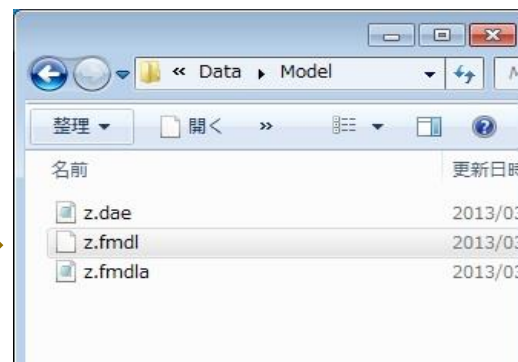 « Data ▸ Model
整理 ▼ 開く »
名前 更新日時
z.dae 2013/03
z.fmdl 2013/03
z.fmdla 2013/03